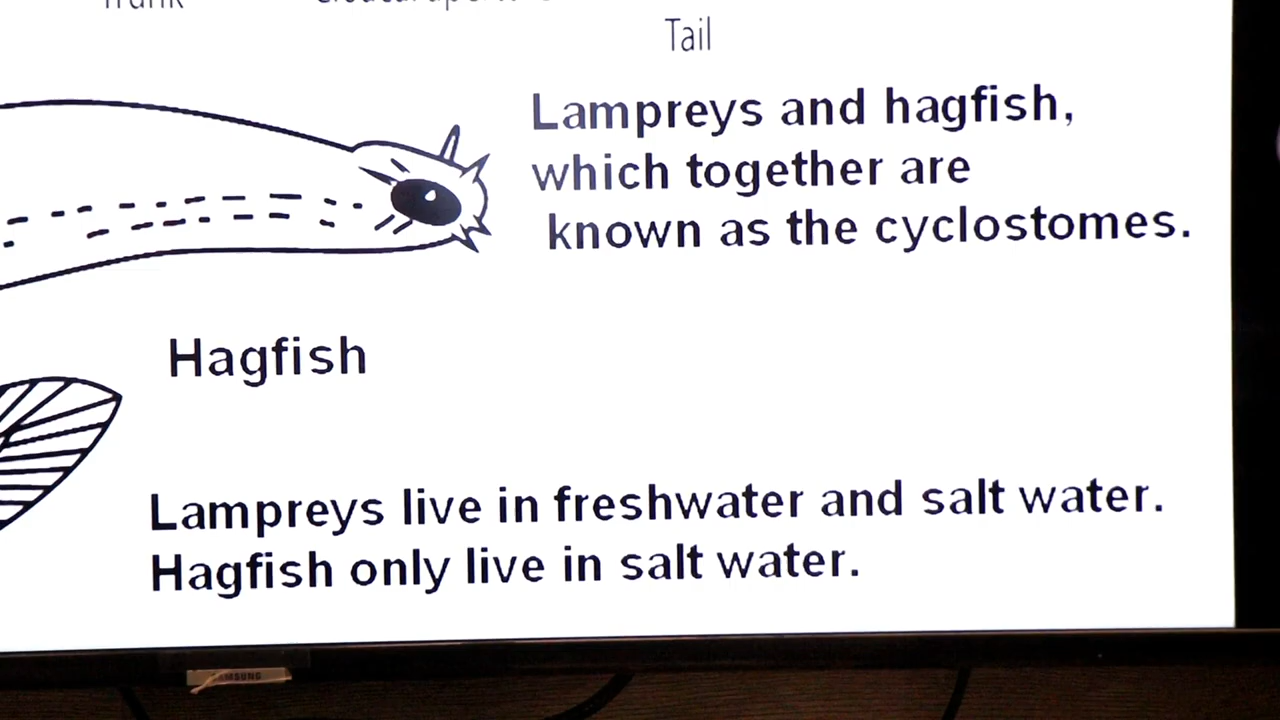 Tail
Lampreys and hagfish,
which together are
known as the cyclostomes.
Hagfish
Lampreys live in freshwater and salt water.
Hagfish only live in salt water.
SAMSUNG